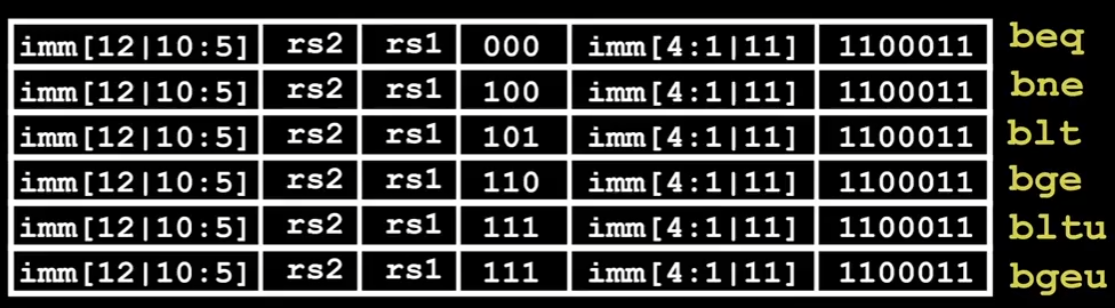 imm[12|10:5] rs2 rs1 000 imm[4:1|11] 1100011 beq
imm[12|10:5] rs2 rs1 100 imm[4:1|11] 1100011 bne
imm[12|10:5] rs2 rs1 101 imm[4:1|11] 1100011 blt
imm[12|10:5] rs2 rs1 110 imm[4:1|11] 1100011 bge
imm[12|10:5] rs2 rs1 111 imm[4:1|11] 1100011 bltu
imm[12|10:5] rs2 rs1 111 imm[4:1|11] 1100011 bgeu